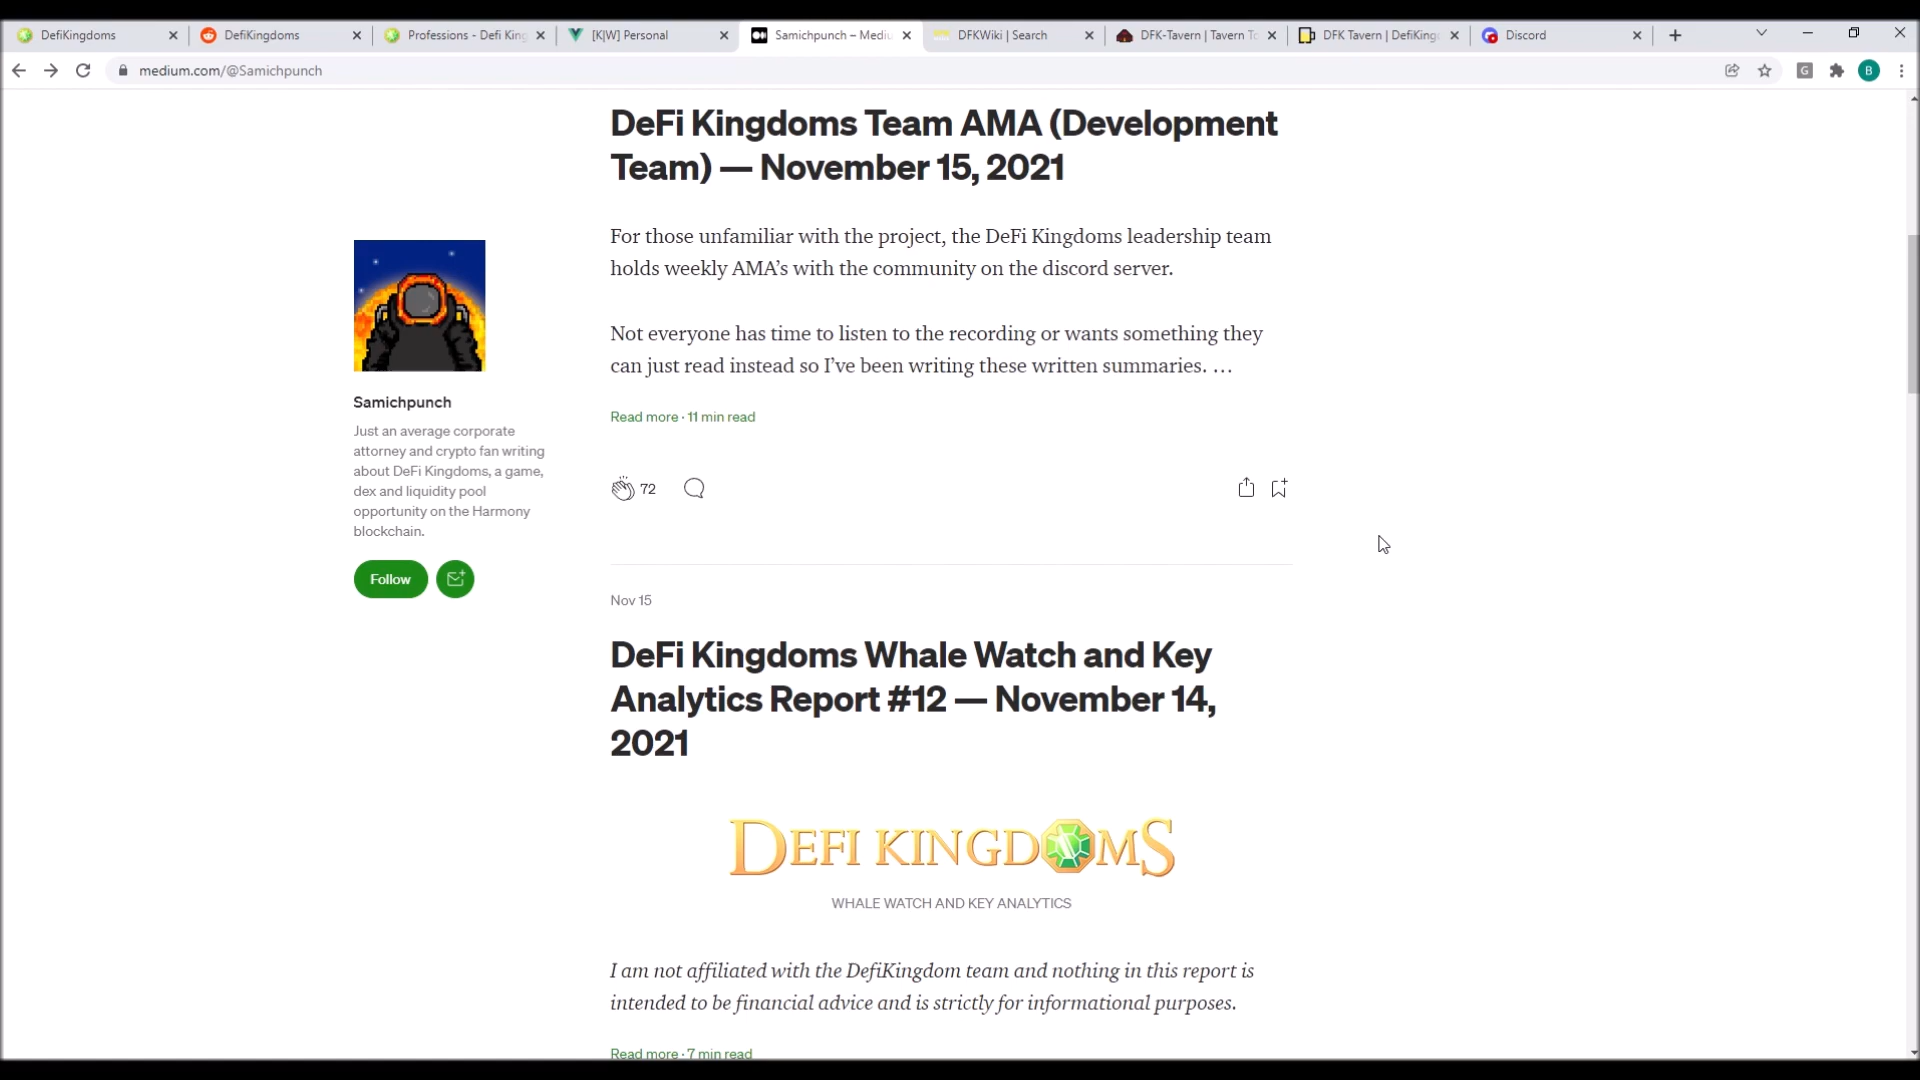 DefiKingdoms
DefiKingdoms
Professions - Defi King
[K|W] Personal
Samichpunch – Mediu
DFKWiki | Search
DFK-Tavern | Tavern To
DFK Tavern | DefiKing
Discord
medium.com/@Samichpunch
G
B
DeFi Kingdoms Team AMA (Development
Team) — November 15, 2021
For those unfamiliar with the project, the DeFi Kingdoms leadership team
holds weekly AMA’s with the community on the discord server.
Not everyone has time to listen to the recording or wants something they
can just read instead so I’ve been writing these written summaries. …
Read more · 11 min read
72
Samichpunch
Just an average corporate
attorney and crypto fan writing
about DeFi Kingdoms, a game,
dex and liquidity pool
opportunity on the Harmony
blockchain.
Follow
Nov 15
DeFi Kingdoms Whale Watch and Key
Analytics Report #12 — November 14,
2021
DEFI KINGDOMS
WHALE WATCH AND KEY ANALYTICS
I am not affiliated with the DefiKingdom team and nothing in this report is
intended to be financial advice and is strictly for informational purposes.
Read more · 7 min read